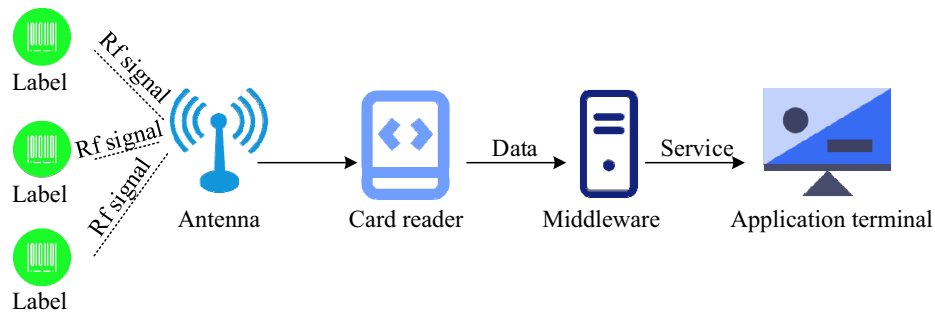 Rf signal
Label
Rf signal
Label
Rf signal
Label
Antenna
Card reader
Data
Middleware
Service
Application terminal